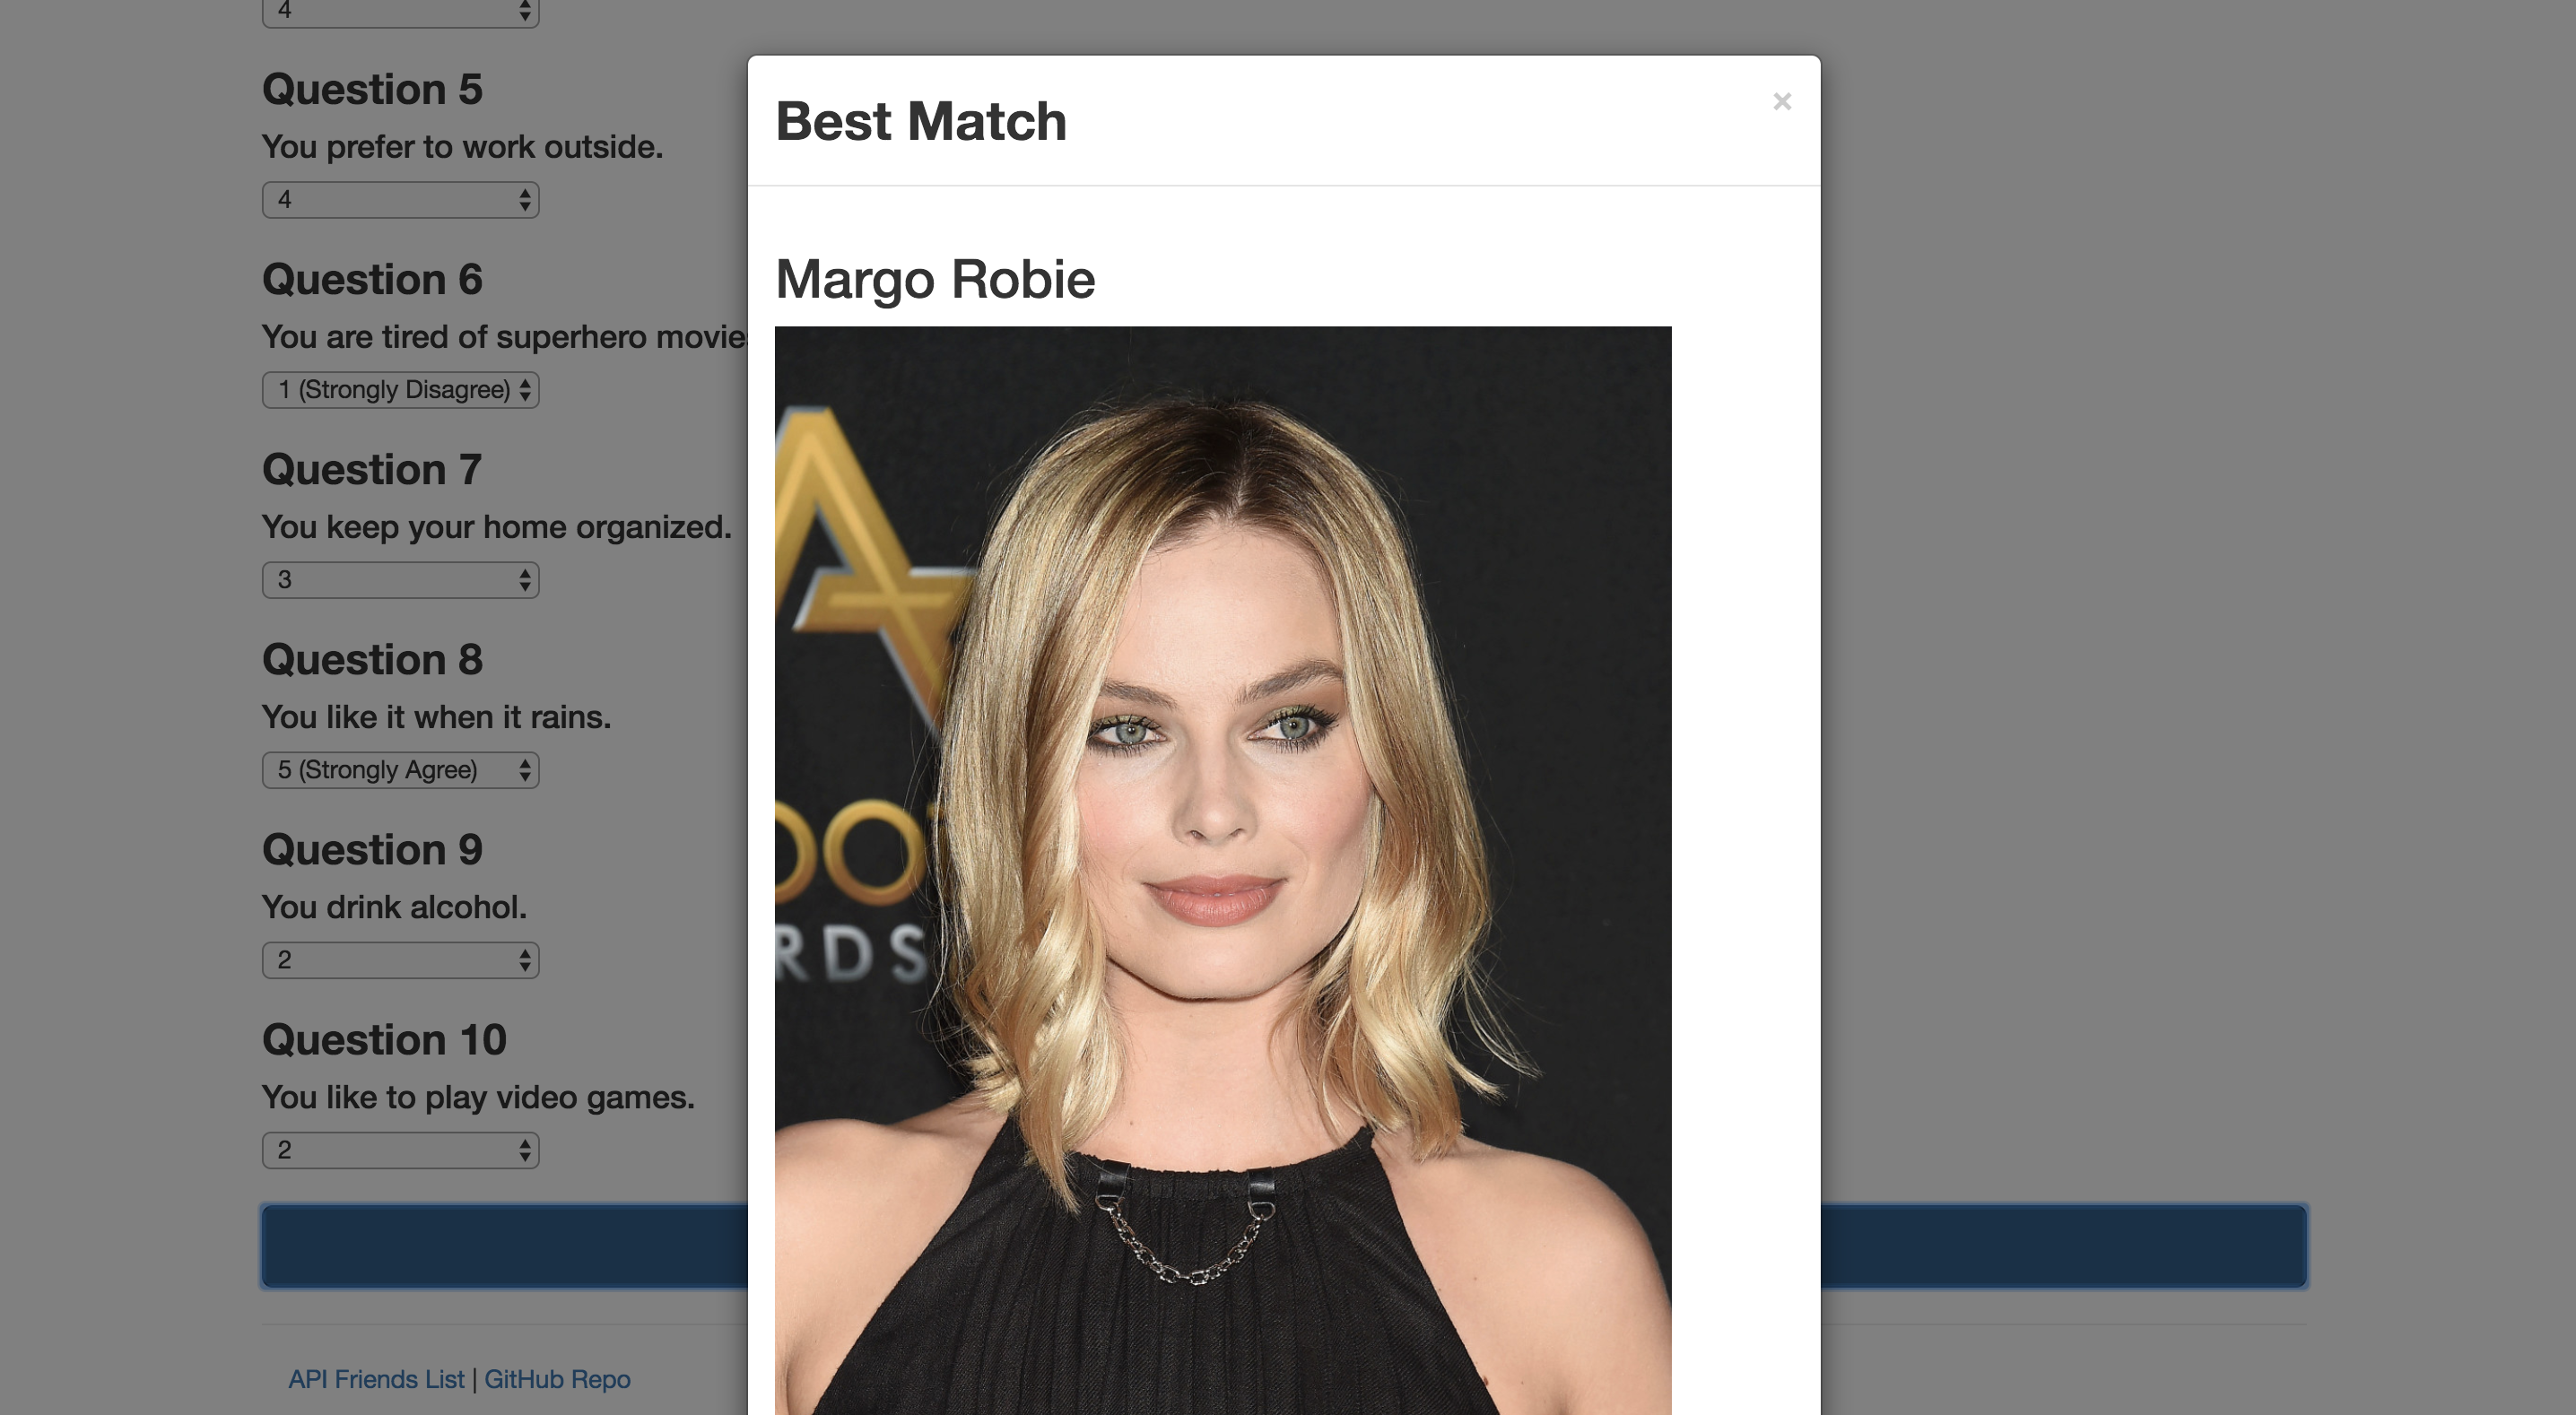 4
Question 5
You prefer to work outside.
4
Question 6
You are tired of superhero movies
1 (Strongly Disagree)
Question 7
You keep your home organized.
3
Question 8
You like it when it rains.
5 (Strongly Agree)
Question 9
You drink alcohol.
2
Question 10
You like to play video games.
2
API Friends List | GitHub Repo
Best Match
×
Margo Robie
A
OO
RDS